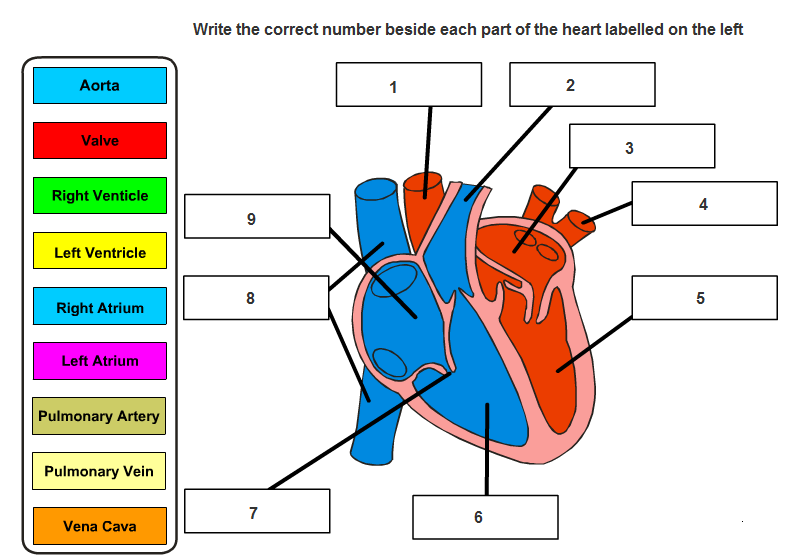 Write the correct number beside each part of the heart labelled on the left
Aorta
Valve
Right Venticle
Left Ventricle
Right Atrium
Left Atrium
Pulmonary Artery
Pulmonary Vein
Vena Cava
1
2
3
4
5
6
7
8
9